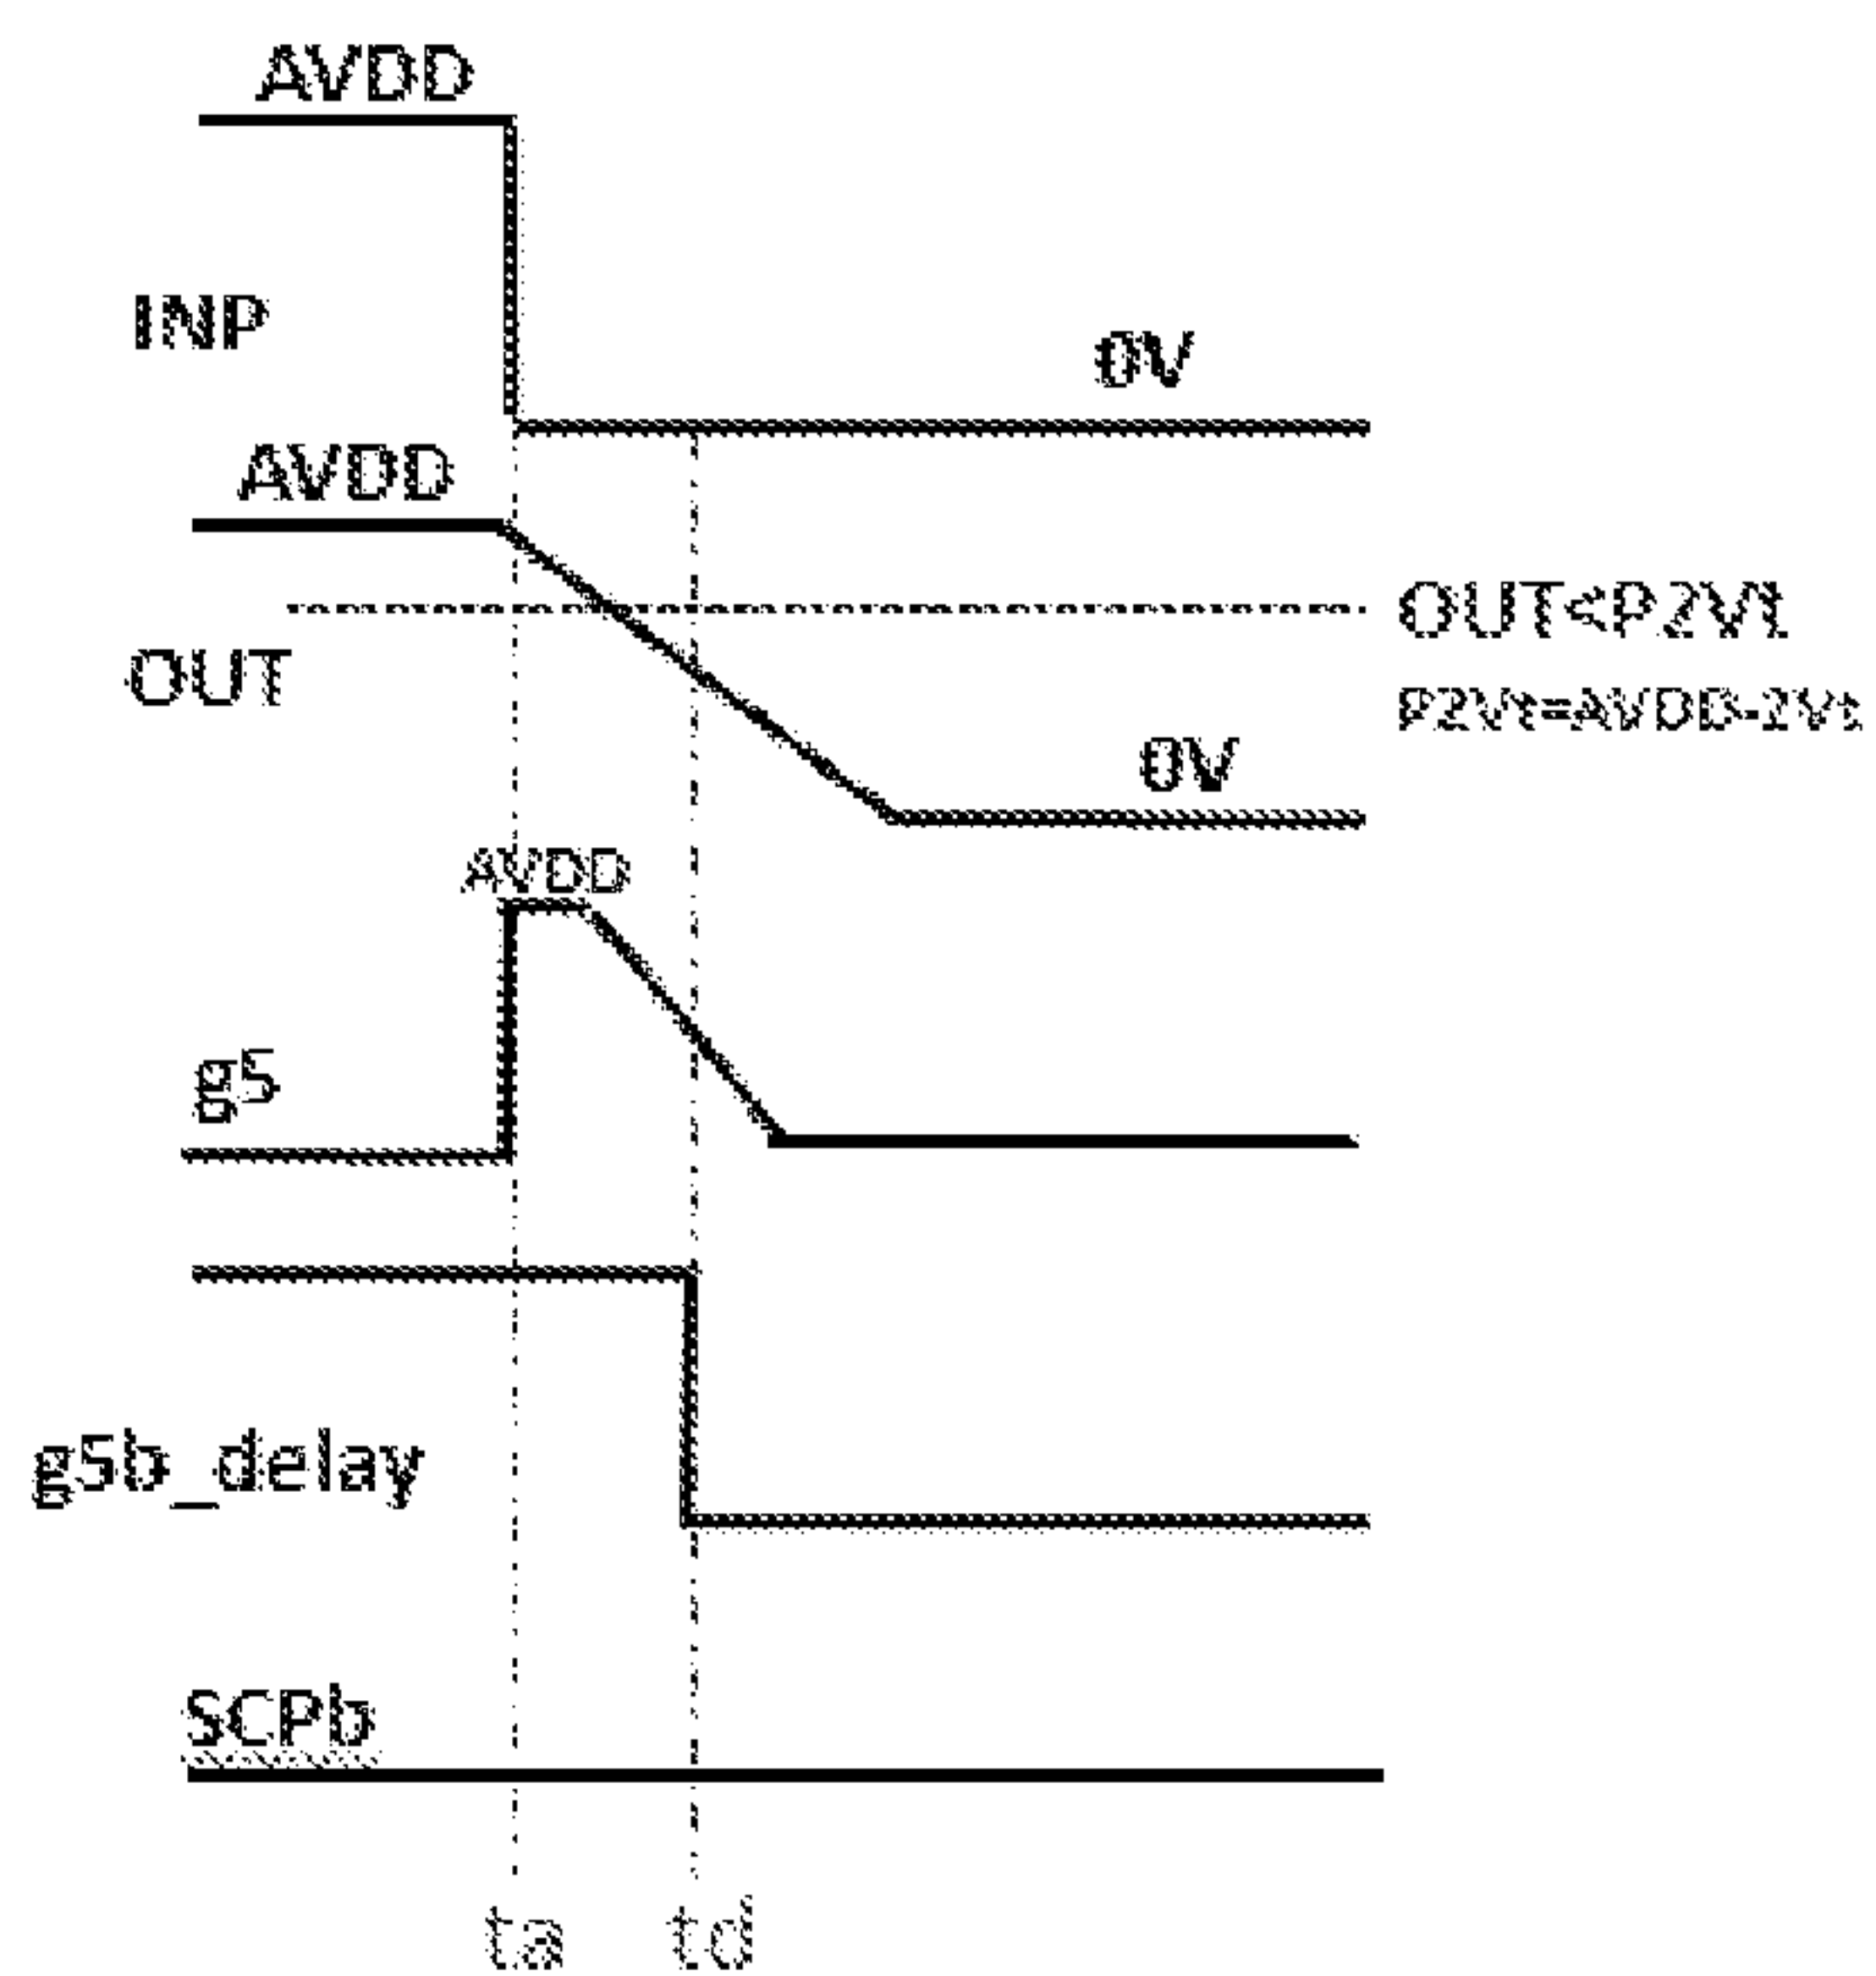 AVDD
INP
0V
AVDD
OUT<P2Vt
OUT
P2Vt=AVDD-2Vt
0V
AVDD
g5
g5b_delay
SCPb
ta td